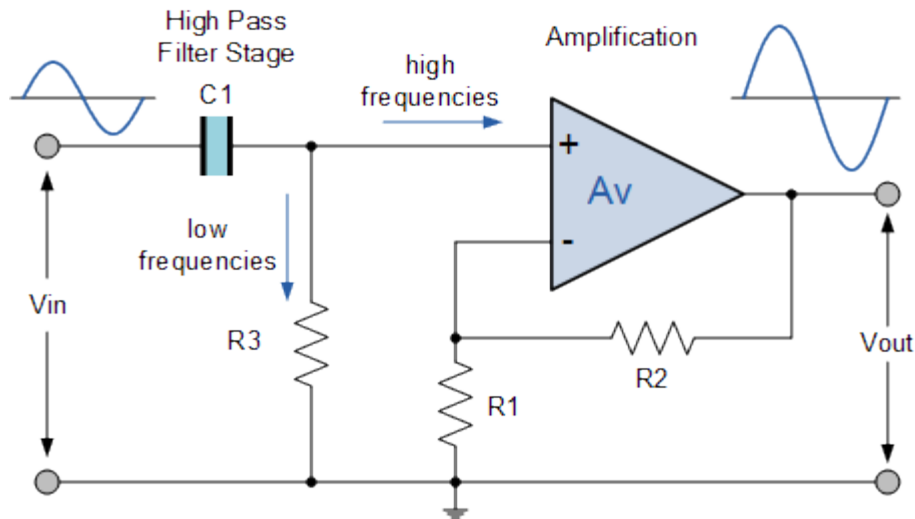 High Pass
Filter Stage
C1
Amplification
high
frequencies
+
Av
-
low
frequencies
Vin
R3
R1
R2
Vout